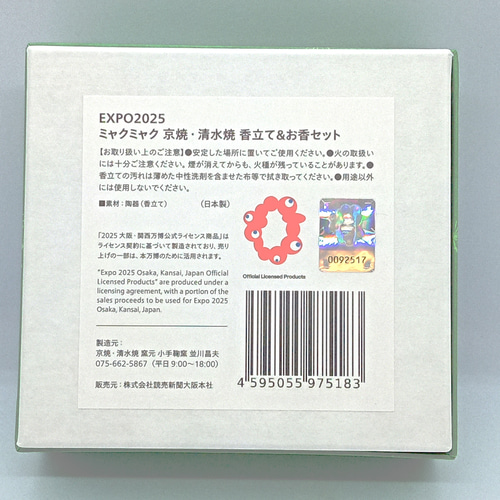 EXPO2025
ミャクミャク 京焼・清水焼 香立て&お香セット
【お取り扱い上のご注意】●安定した場所に置いてご使用ください。●火の取扱い
には十分ご注意ください。煙が消えてからも、火種が残っていることがあります。●
香立ての汚れは薄めた中性洗剤を含ませた布等で拭き取ってください。●用途以外
には使用しないでください。
■素材：陶器（香立て） （日本製）
「2025 大阪・関西万博公式ライセンス商品」は
ライセンス契約に基づいて製造されており、売り
上げの一部は、本万博のために活用されます。
"Expo 2025 Osaka, Kansai, Japan Official
Licensed Products" are produced under a
licensing agreement, with a portion of the
sales proceeds to be used for Expo 2025
Osaka, Kansai, Japan.
Official Licensed Products
0092517
製造元：
京焼・清水焼 窯元 小手鞠窯 並川昌夫
075-662-5867（平日 9:00～18:00）
販売元：株式会社読売新聞大阪本社
4 595055 975183